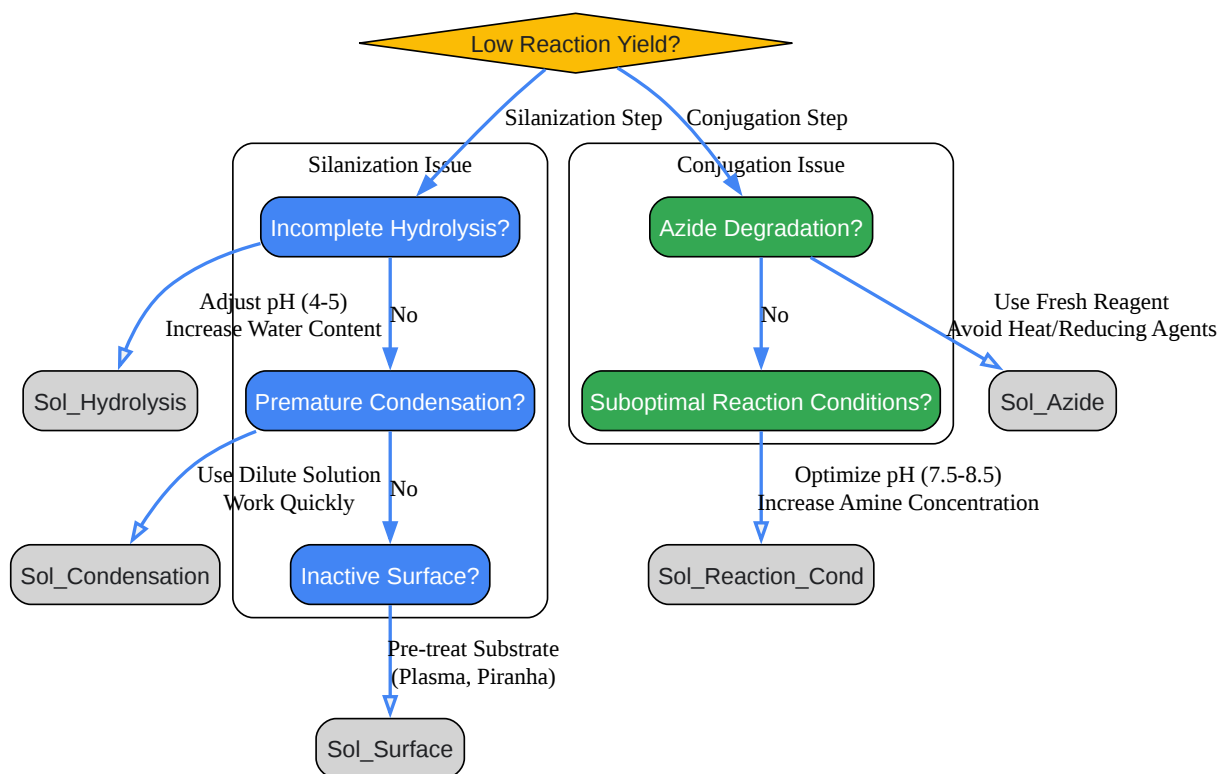 Low Reaction Yield?
Silanization Step
Conjugation Step
Silanization Issue
Conjugation Issue
Incomplete Hydrolysis?
Azide Degradation?
Adjust pH (4-5)
Increase Water Content
No
No
Use Fresh Reagent
Avoid Heat/Reducing Agents
Sol_Hydrolysis
Premature Condensation?
Suboptimal Reaction Conditions?
Sol_Azide
Use Dilute Solution
Work Quickly
No
Optimize pH (7.5-8.5)
Increase Amine Concentration
Sol_Condensation
Inactive Surface?
Sol_Reaction_Cond
Pre-treat Substrate
(Plasma, Piranha)
Sol_Surface